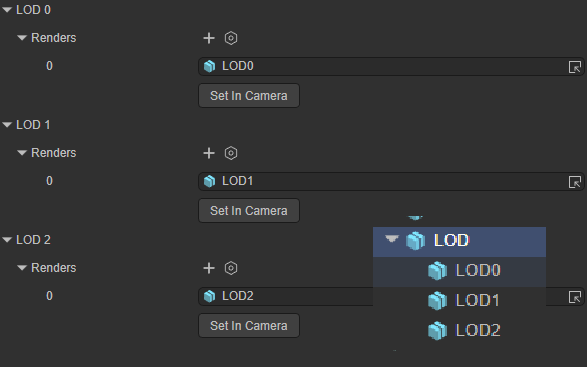 LOD 0
Renders
0 LOD0
Set In Camera
LOD 1
Renders
0 LOD1
Set In Camera
LOD 2
Renders
0 LOD2
Set In Camera
LOD
LOD0
LOD1
LOD2